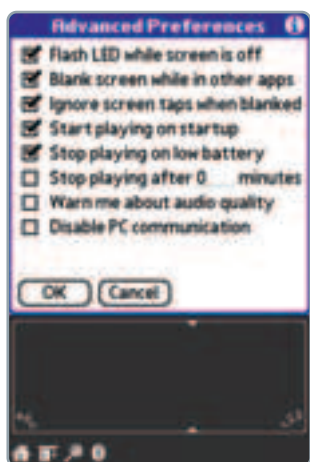 Advanced Preferences
Flash LED while screen is off
Blank screen while in other apps
Ignore screen taps when blanked
Start playing on startup
Stop playing on low battery
Stop playing after 0 minutes
Warn me about audio quality
Disable PC communication
OK Cancel